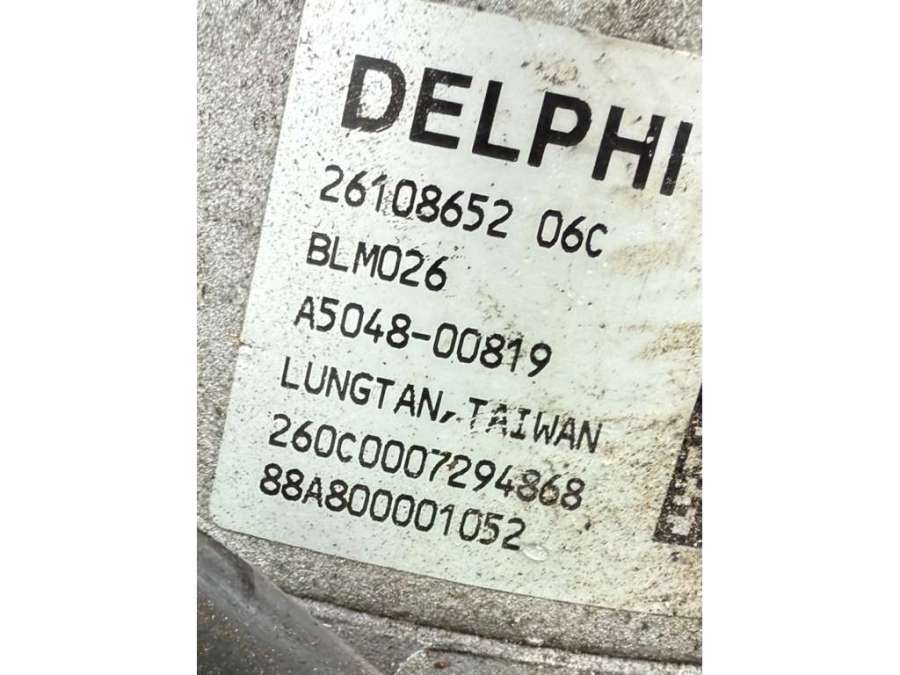 DELPHI
26108652 06C
BLM026
A5048-00819
LUNGTAN, TAIWAN
260C0007294868
88A800001052